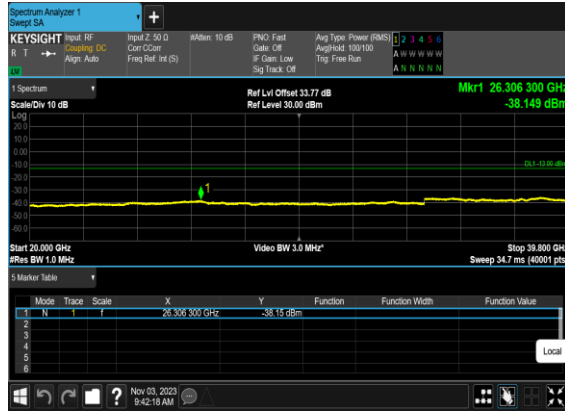 Spectrum Analyzer 1
Swept SA
+
KEYSIGHT Input: RF Input Z: 50 Ω #Atten: 10 dB PNO: Fast Avg Type: Power (RMS) 1 2 3 4 5 6
R T Coupling: DC Corr CCorr Gate: Off Avg|Hold: 100/100 A W W W W W
Align: Auto Freq Ref: Int (S) IF Gain: Low Trig: Free Run
Sig Track: Off A N N N N N
1 Spectrum Ref Lvl Offset 33.77 dB Mkr1 26.306 300 GHz
Scale/Div 10 dB Ref Level 30.00 dBm -38.149 dBm
Log
20.0
10.0
0.00
-10.0 DL1 -13.00 dBm
-20.0
-30.0 1
-40.0
-50.0
-60.0
Start 20.000 GHz Video BW 3.0 MHz* Stop 39.800 GHz
#Res BW 1.0 MHz Sweep 34.7 ms (40001 pts)
5 Marker Table
Mode Trace Scale X Y Function Function Width Function Value
1 N 1 f 26.306 300 GHz -38.15 dBm
2
3
4
5 Local
6
? Nov 03, 2023
9:42:18 AM